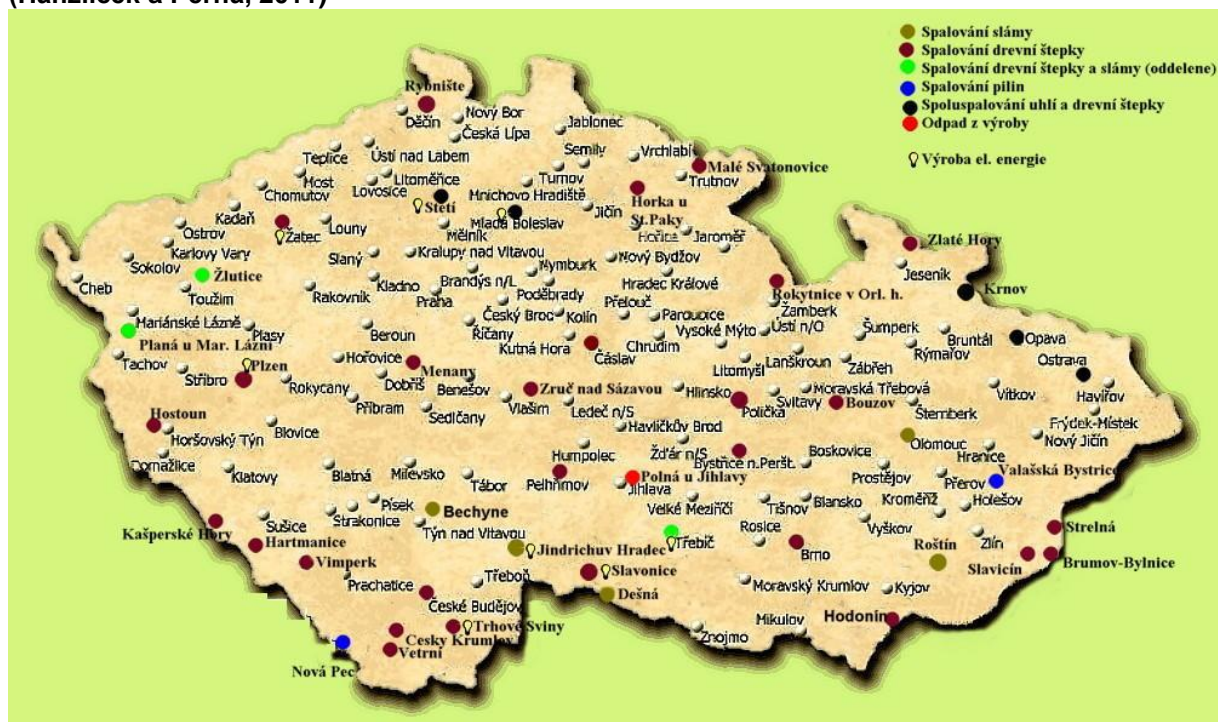 (Hanzlíček a Perná, 2011)
Spalování slámy
Spalování drevní štepky
Spalování drevní štepky a slámy (oddelene)
Spalování pilin
Spoluspalování uhlí a drevní štepky
Odpad z výroby
Výroba el. energie
Rybnište
Děčín
Nový Bor
Česká Lípa
Jablonec
Teplice
Ústí nad Labem
Semily
Vrchlabí
Malé Svatonovice
Most
Litoměřice
Lovosice
Turnov
Trutnov
Chomutov
Mnichovo Hradiště
Kadaň
Stetí
Mladá Boleslav
Jičín
Horka u
St.Paky
Ostrov
Žatec
Louny
Mělník
Hořice
Jaroměř
Zlaté Hory
Karlovy Vary
Slaný
Kralupy nad Vltavou
Nový Bydžov
Jeseník
Sokolov
Žlutice
Nymburk
Krnov
Cheb
Toužim
Rakovník
Kladno
Brandýs n/L
Praha
Poděbrady
Hradec Králové
Rokytnice v Orl. h.
Přelouč
Žamberk
Mariánské Lázně
Plasy
Beroun
Český Brod
Kolín
Pardubice
Říčany
Vysoké Mýto
Ústí n/O
Šumperk
Bruntál
Opava
Planá u Mar. Lázní
Kutná Hora
Čáslav
Chrudim
Rýmařov
Ostrava
Tachov
Plzen
Hořovice
Menany
Litomyšl
Lanškroun
Zábřeh
Stříbro
Rokycany
Dobříš
Benešov
Zruč nad Sázavou
Hlinsko
Moravská Třebová
Vítkov
Havířov
Příbram
Sedlčany
Vlašim
Ledeč n/S
Polička
Svitavy
Bouzov
Šternberk
Hostoun
Blovice
Havlíčkův Brod
Frýdek-Místek
Horšovský Týn
Olomouc
Nový Jičín
Domažlice
Humpolec
Žďár n/S
Bystřice n.Peršt.
Boskovice
Hranice
Klatovy
Blatná
Milevsko
Tábor
Pelhřimov
Polná u Jihlavy
Prostějov
Přerov
Valašská Bystrice
Jihlava
Písek
Bechyne
Velké Meziříčí
Tišnov
Blansko
Kroměříž
Holešov
Kašperské Hory
Sušice
Strakonice
Týn nad Vltavou
Rosice
Vyškov
Zlín
Strelná
Hartmanice
Jindrichuv Hradec
Třebíč
Brno
Roštín
Vimperk
Slavonice
Slavicín
Brumov-Bylnice
Prachatice
Třeboň
Dešná
Moravský Krumlov
Kyjov
České Budějov
Trhové Sviny
Mikulov
Hodonín
Cesky Krumlov
Znojmo
Vetrní
Nová Pec